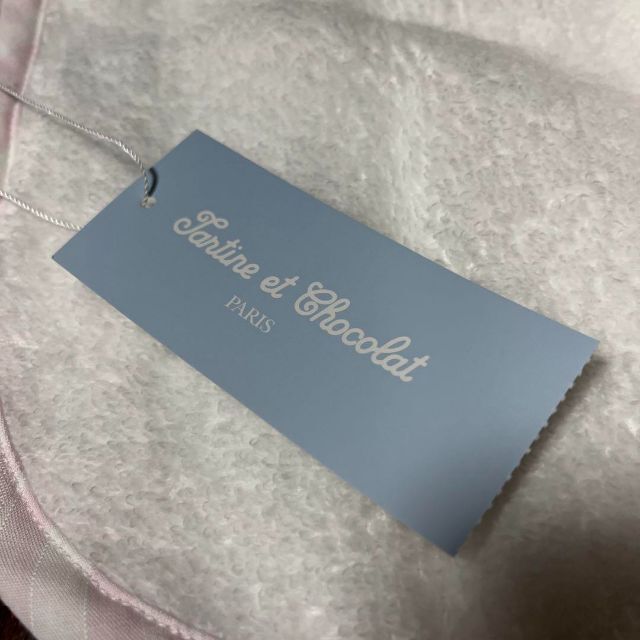 Tartine et Chocolat
PARIS